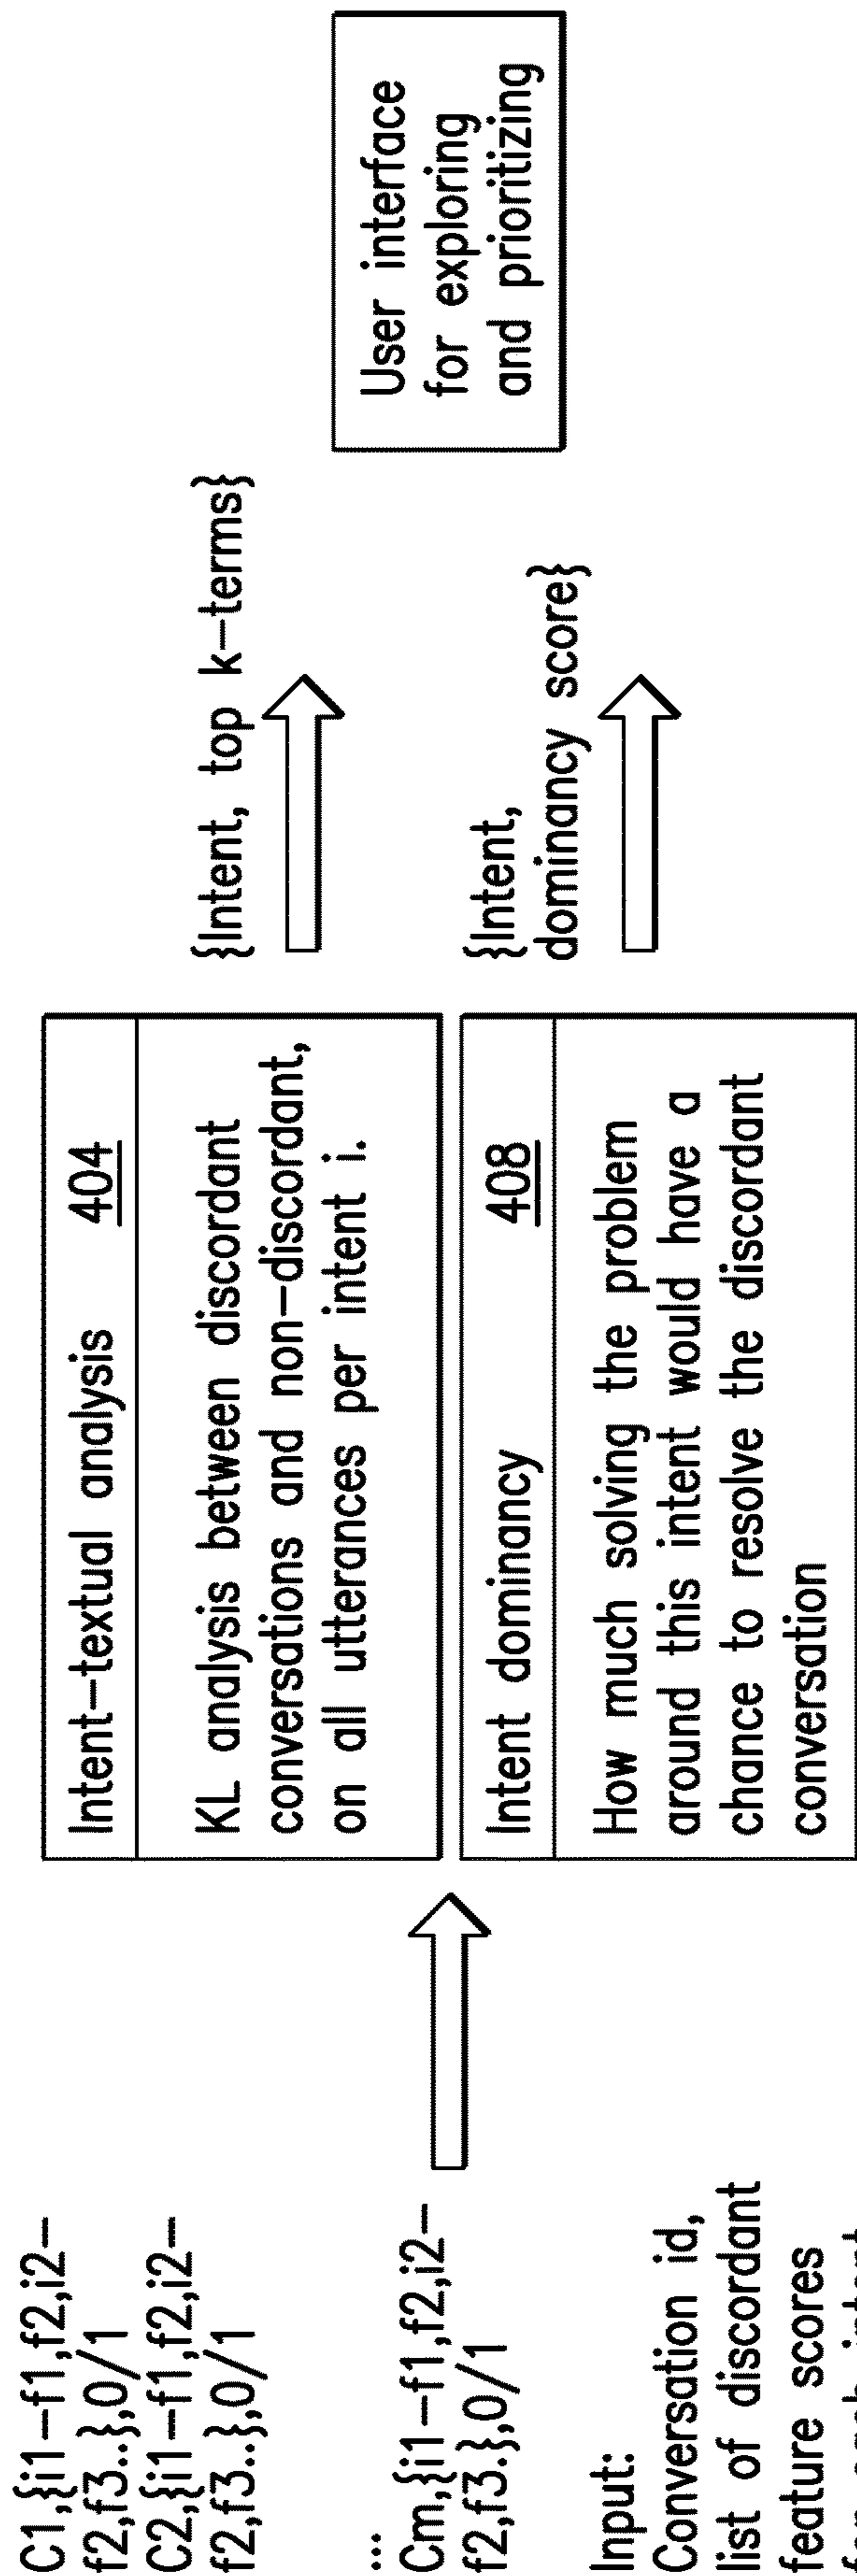 C1,{i1–f1,f2,i2–
f2,f3..},0/1
C2,{i1–f1,f2,i2–
f2,f3..},0/1
...
Cm,{i1–f1,f2,i2–
f2,f3.},0/1
Input:
Conversation id,
list of discordant
feature scores
for each intent
Intent–textual analysis 404
KL analysis between discordant
conversations and non–discordant,
on all utterances per intent i.
Intent dominancy 408
How much solving the problem
around this intent would have a
chance to resolve the discordant
conversation
{Intent, top k–terms}
{Intent,
dominancy score}
User interface
for exploring
and prioritizing